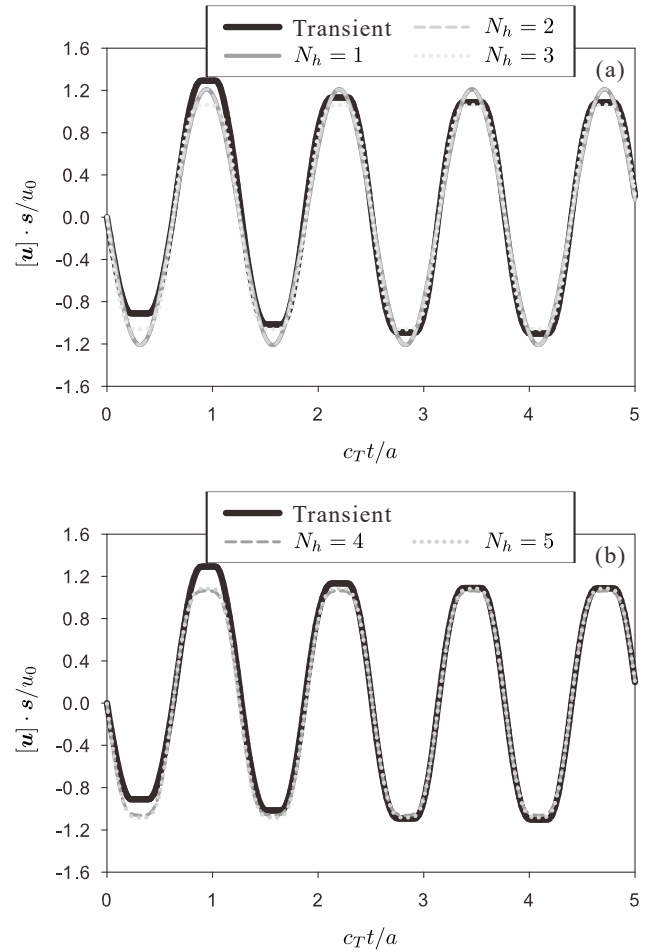 Transient
N_h = 2
N_h = 1
N_h = 3
(a)
1.6
1.2
0.8
0.4
0.0
-0.4
-0.8
-1.2
-1.6
[u] · s/u_0
0 1 2 3 4 5
c_T t/a
Transient
N_h = 4
N_h = 5
(b)
1.6
1.2
0.8
0.4
0.0
-0.4
-0.8
-1.2
-1.6
[u] · s/u_0
0 1 2 3 4 5
c_T t/a